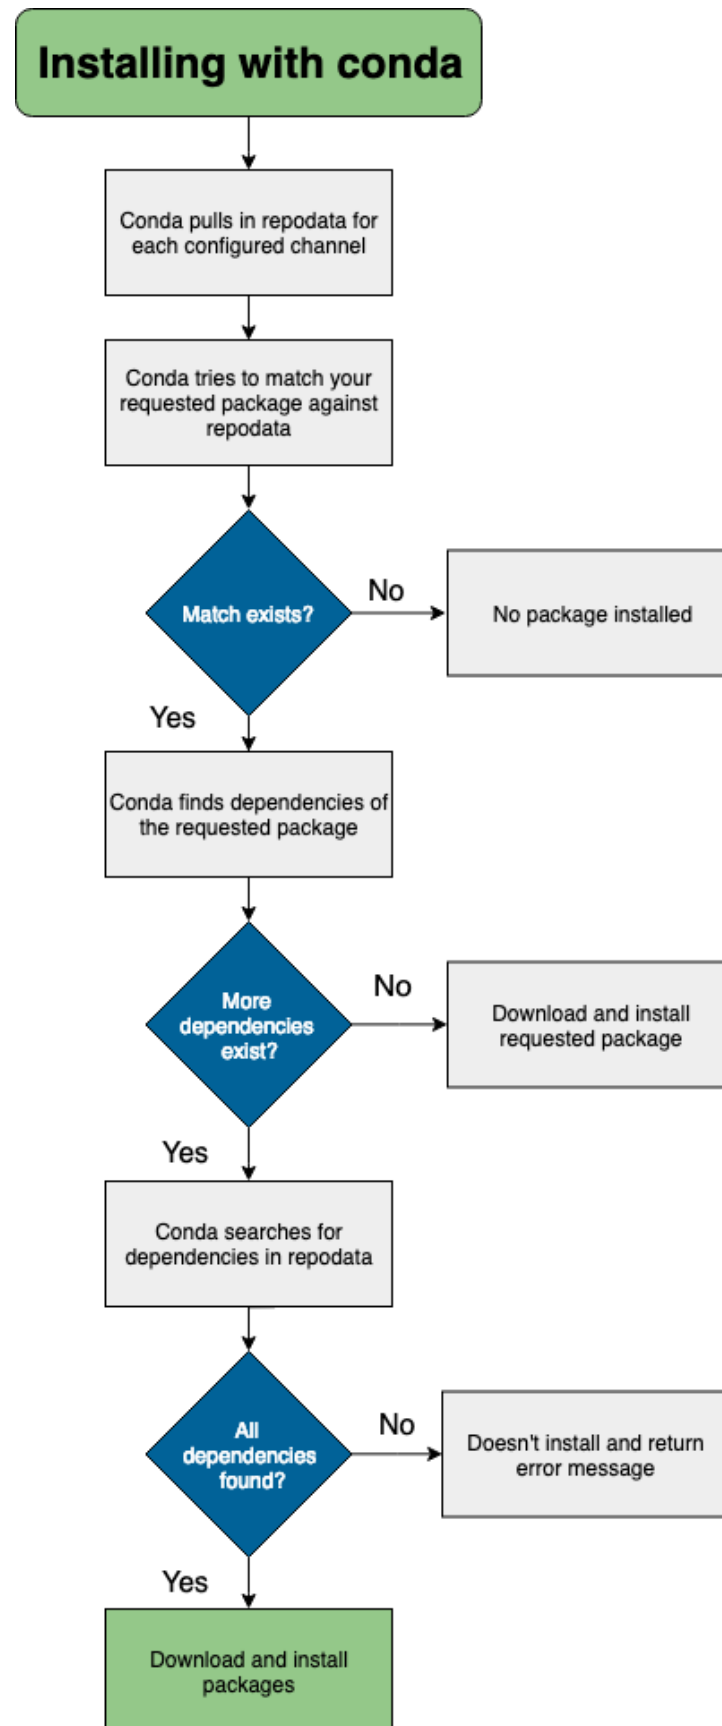 Installing with conda
Conda pulls in repodata for
each configured channel
Conda tries to match your
requested package against
repodata
Match exists?
No
No package installed
Yes
Conda finds dependencies of
the requested package
More
dependencies
exist?
No
Download and install
requested package
Yes
Conda searches for
dependencies in repodata
All
dependencies
found?
No
Doesn't install and return
error message
Yes
Download and install
packages